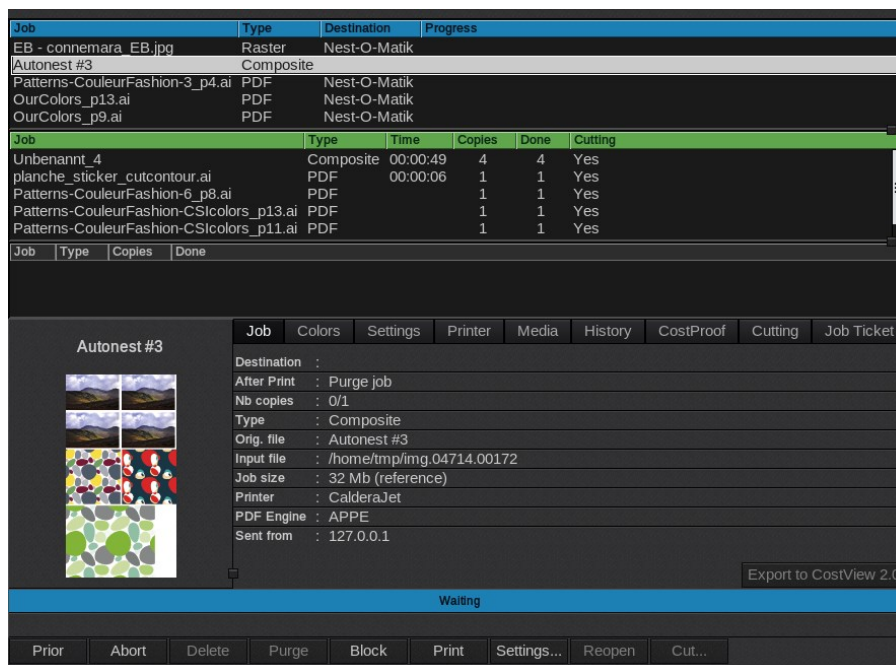 Job Type Destination Progress
EB - connemara_EB.jpg Raster Nest-O-Matik
Autonest #3 Composite
Patterns-CouleurFashion-3_p4.ai PDF Nest-O-Matik
OurColors_p13.ai PDF Nest-O-Matik
OurColors_p9.ai PDF Nest-O-Matik
Job Type Time Copies Done Cutting
Unbenannt_4 Composite 00:00:49 4 4 Yes
planche_sticker_cutcontour.ai PDF 00:00:06 1 1 Yes
Patterns-CouleurFashion-6_p8.ai PDF 1 1 Yes
Patterns-CouleurFashion-CSIcolors_p13.ai PDF 1 1 Yes
Patterns-CouleurFashion-CSIcolors_p11.ai PDF 1 1 Yes
Job Type Copies Done
Autonest #3
Job Colors Settings Printer Media History CostProof Cutting Job Ticket
Destination :
After Print : Purge job
Nb copies : 0/1
Type : Composite
Orig. file : Autonest #3
Input file : /home/tmp/img.04714.00172
Job size : 32 Mb (reference)
Printer : CalderaJet
PDF Engine : APPE
Sent from : 127.0.0.1
Export to CostView 2.0
Waiting
Prior Abort Delete Purge Block Print Settings... Reopen Cut...